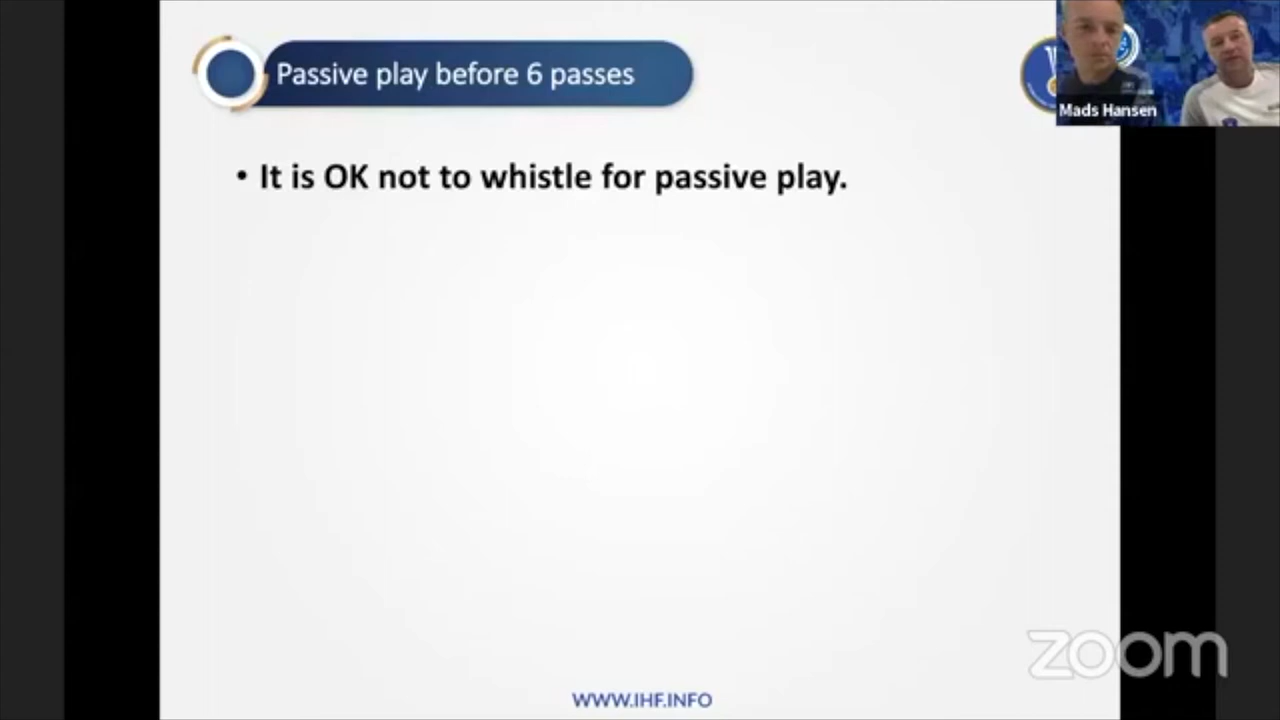 Passive play before 6 passes
Mads Hansen
• It is OK not to whistle for passive play.
zoom
WWW.IHF.INFO